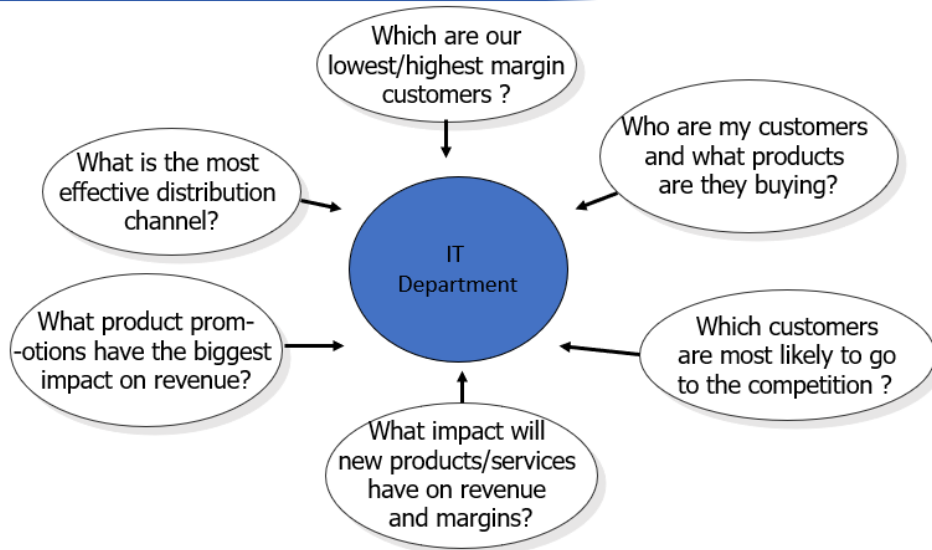 Which are our
lowest/highest margin
customers ?
Who are my customers
and what products
are they buying?
What is the most
effective distribution
channel?
IT
Department
What product prom-
-otions have the biggest
impact on revenue?
Which customers
are most likely to go
to the competition ?
What impact will
new products/services
have on revenue
and margins?